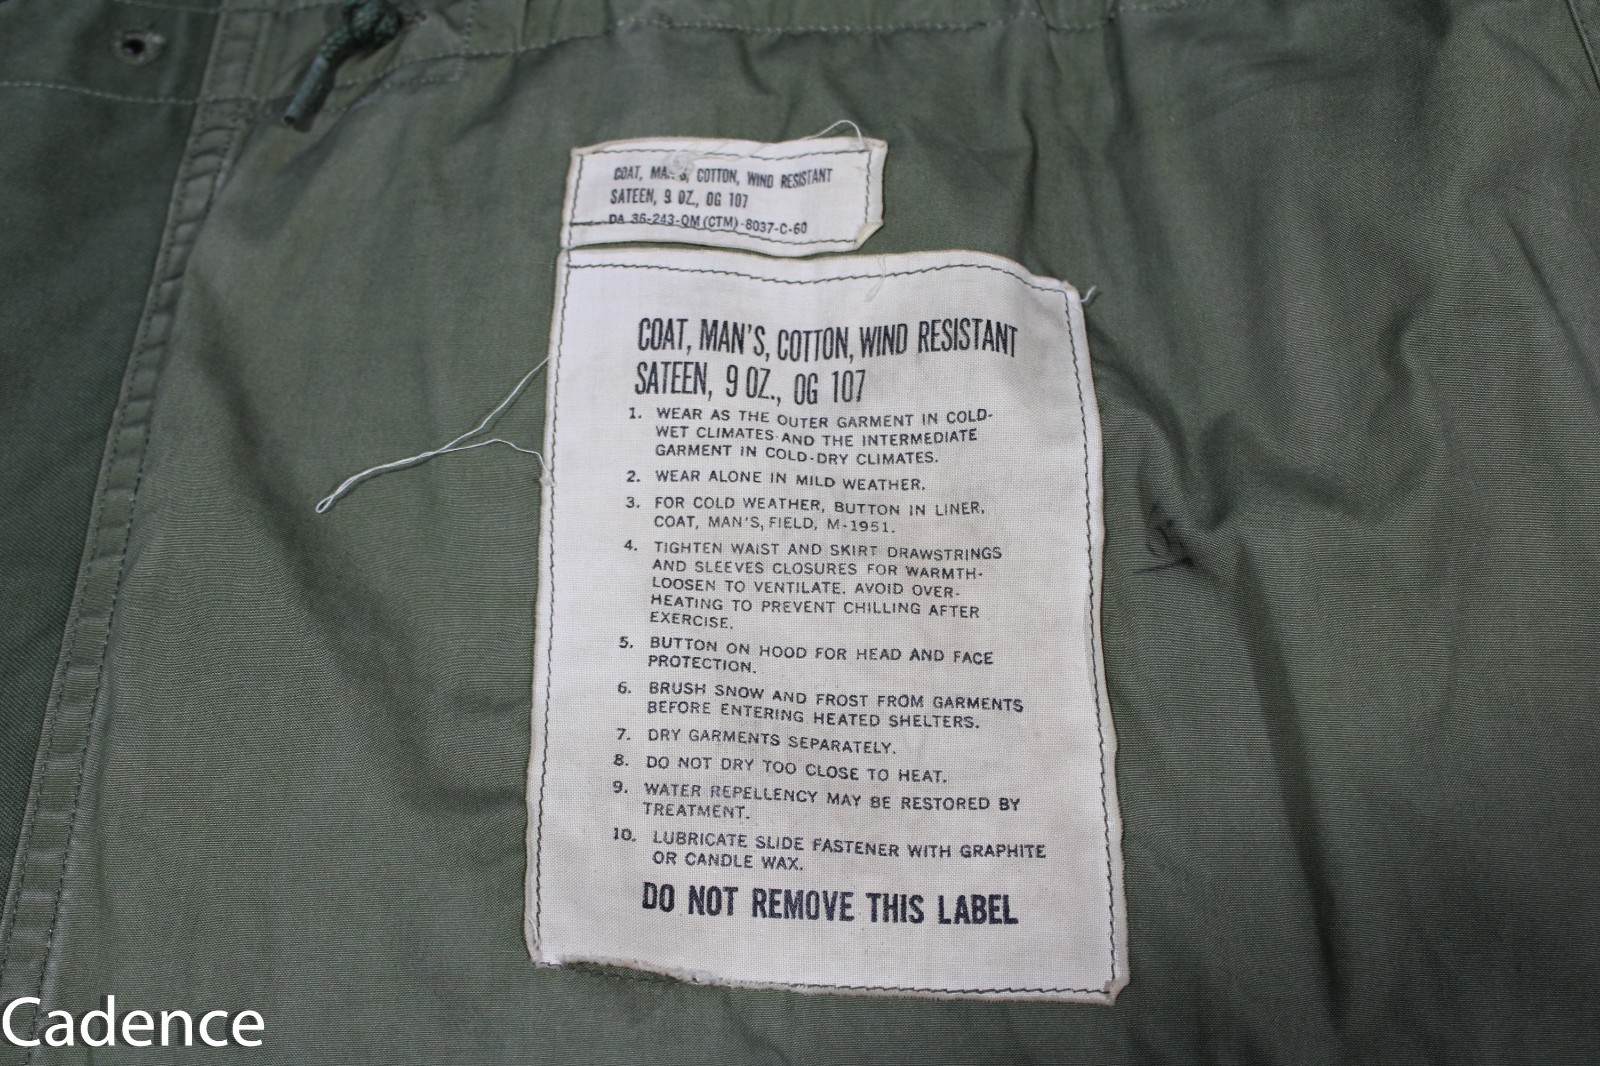 COAT, MAN'S, COTTON, WIND RESISTANT
SATEEN, 9 OZ., OG 107
DA 36-243-QM(CTM)-8037-C-60
COAT, MAN'S, COTTON, WIND RESISTANT
SATEEN, 9 OZ., OG 107
1. WEAR AS THE OUTER GARMENT IN COLD-
WET CLIMATES AND THE INTERMEDIATE
GARMENT IN COLD-DRY CLIMATES.
2. WEAR ALONE IN MILD WEATHER.
3. FOR COLD WEATHER, BUTTON IN LINER,
COAT, MAN'S, FIELD, M-1951.
4. TIGHTEN WAIST AND SKIRT DRAWSTRINGS
AND SLEEVES CLOSURES FOR WARMTH-
LOOSEN TO VENTILATE. AVOID OVER-
HEATING TO PREVENT CHILLING AFTER
EXERCISE.
5. BUTTON ON HOOD FOR HEAD AND FACE
PROTECTION.
6. BRUSH SNOW AND FROST FROM GARMENTS
BEFORE ENTERING HEATED SHELTERS.
7. DRY GARMENTS SEPARATELY.
8. DO NOT DRY TOO CLOSE TO HEAT.
9. WATER REPELLENCY MAY BE RESTORED BY
TREATMENT.
10. LUBRICATE SLIDE FASTENER WITH GRAPHITE
OR CANDLE WAX.
DO NOT REMOVE THIS LABEL
Cadence